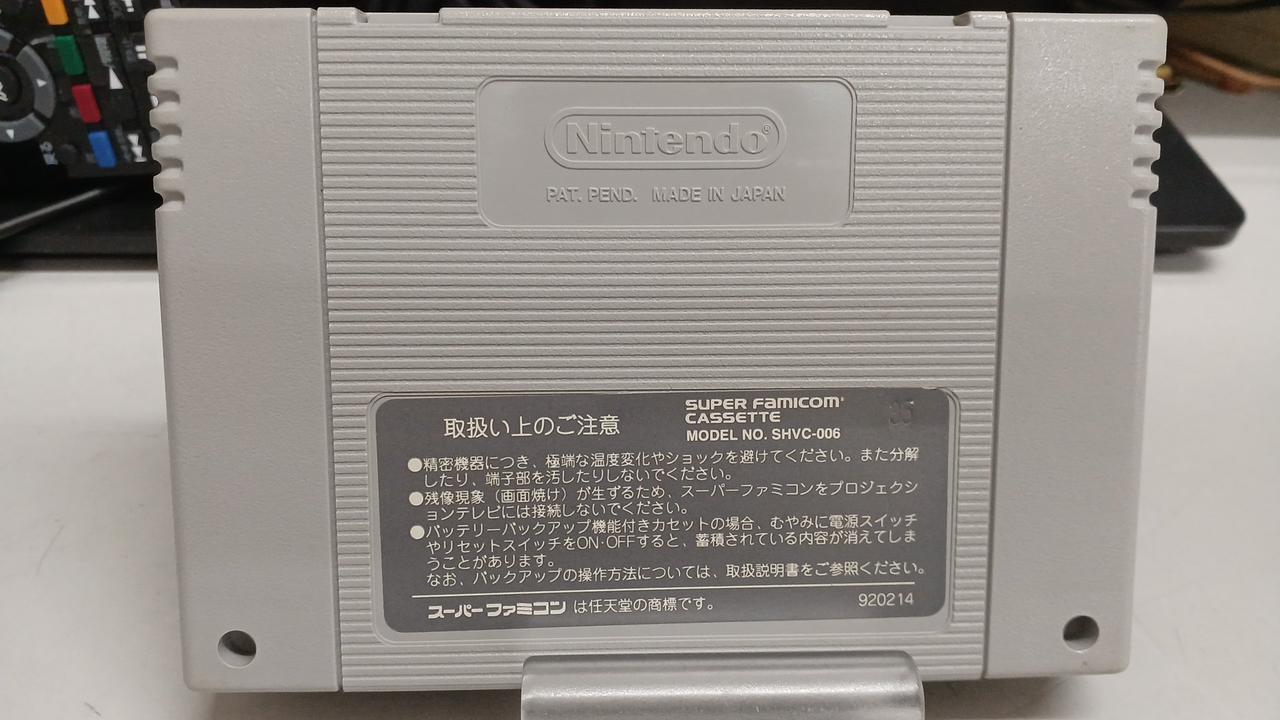 Nintendo®
PAT. PEND. MADE IN JAPAN
取扱い上のご注意
SUPER FAMICOM
CASSETTE
MODEL NO. SHVC-006
●精密機器につき、極端な温度変化やショックを避けてください。また分解
したり、端子部を汚したりしないでください。
●残像現象（画面焼け）が生ずるため、スーパーファミコンをプロジェクシ
ョンテレビには接続しないでください。
●バッテリーバックアップ機能付きカセットの場合、むやみに電源スイッチ
やリセットスイッチをON·OFFすると、蓄積されている内容が消えてしま
うことがあります。
なお、バックアップの操作方法については、取扱説明書をご参照ください。
スーパーファミコン は任天堂の商標です。
920214